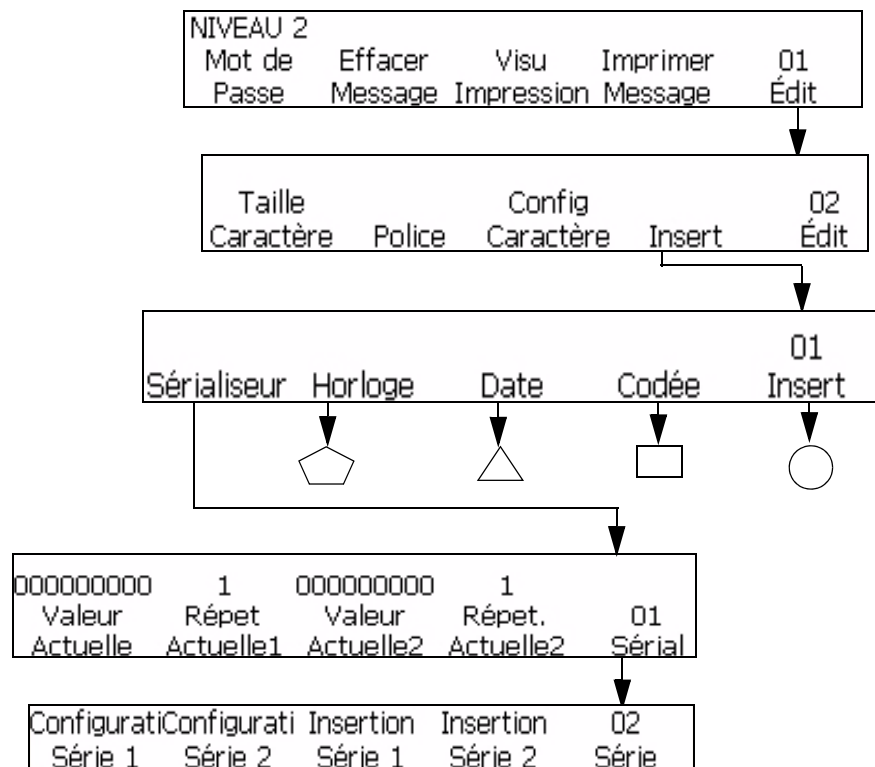 NIVEAU 2
Mot de Effacer Visu Imprimer 01
Passe Message Impression Message Édit
Taille Config 02
Caractère Police Caractère Insert Édit
01
Sérialiseur Horloge Date Codée Insert
000000000 1 000000000 1
Valeur Répet Valeur Répet. 01
Actuelle Actuelle1 Actuelle2 Actuelle2 Sérial
ConfiguratiConfigurati Insertion Insertion 02
Série 1 Série 2 Série 1 Série 2 Série